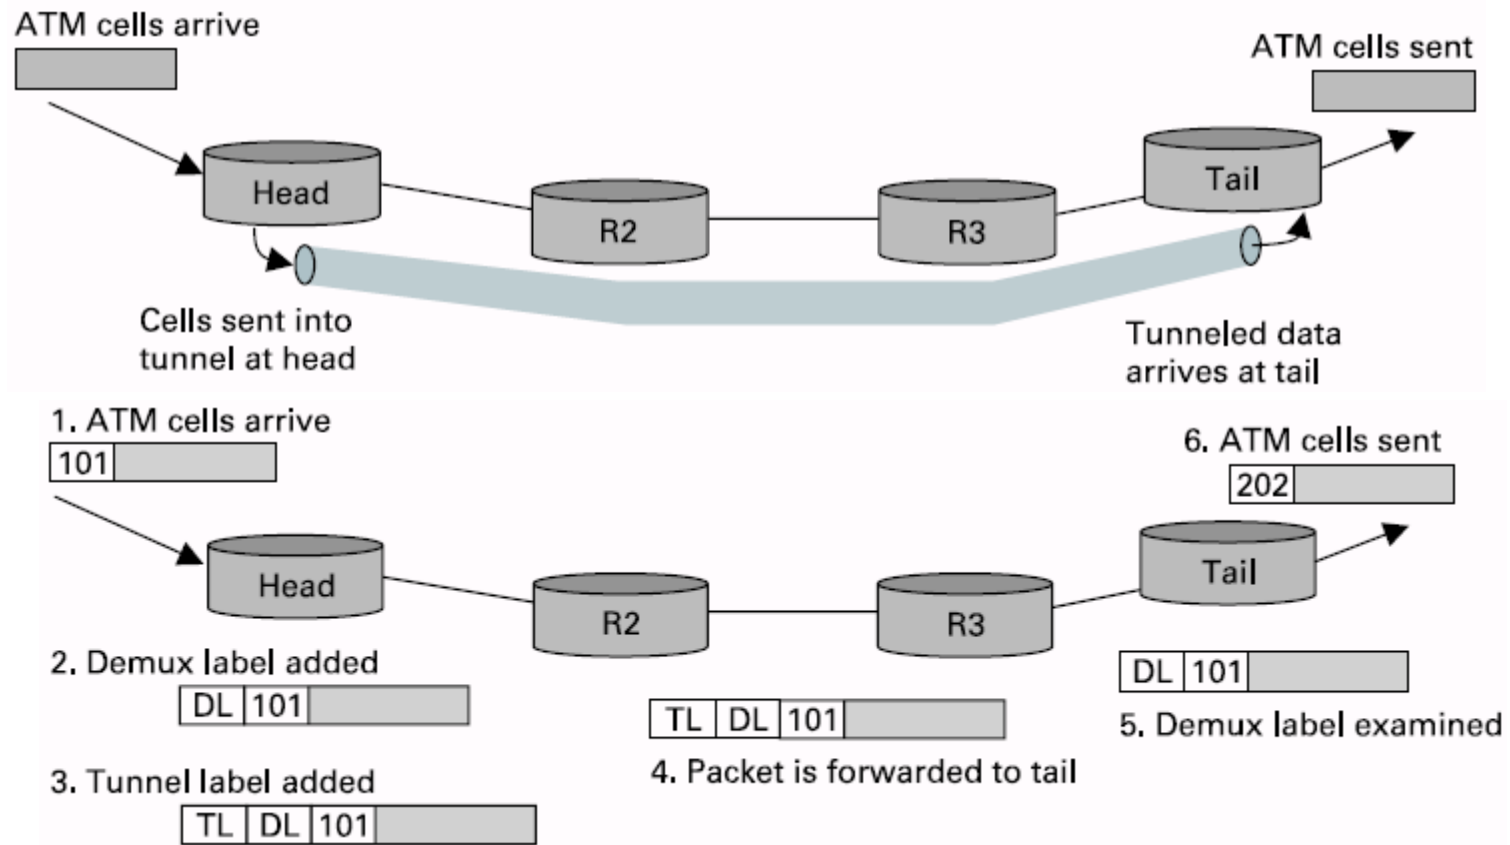 ATM cells arrive
ATM cells sent
Head
R2
R3
Tail
Cells sent into
tunnel at head
Tunneled data
arrives at tail
1. ATM cells arrive
101
6. ATM cells sent
202
Head
R2
R3
Tail
2. Demux label added
DL 101
TL DL 101
4. Packet is forwarded to tail
DL 101
5. Demux label examined
3. Tunnel label added
TL DL 101